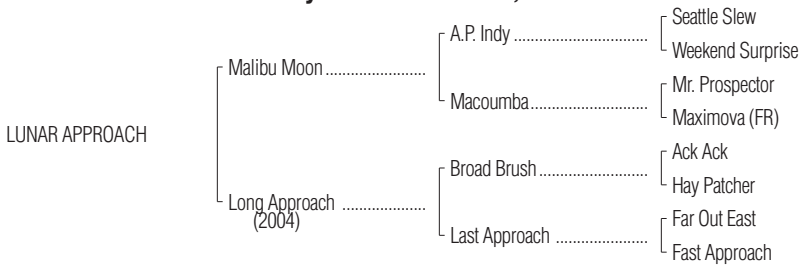 Seattle Slew
A.P. Indy ................................
Weekend Surprise
Malibu Moon ........................
Mr. Prospector
Macoumba ............................
Maximova (FR)
LUNAR APPROACH
Ack Ack
Broad Brush ..........................
Hay Patcher
Long Approach ....................
(2004)
Far Out East
Last Approach ......................
Fast Approach